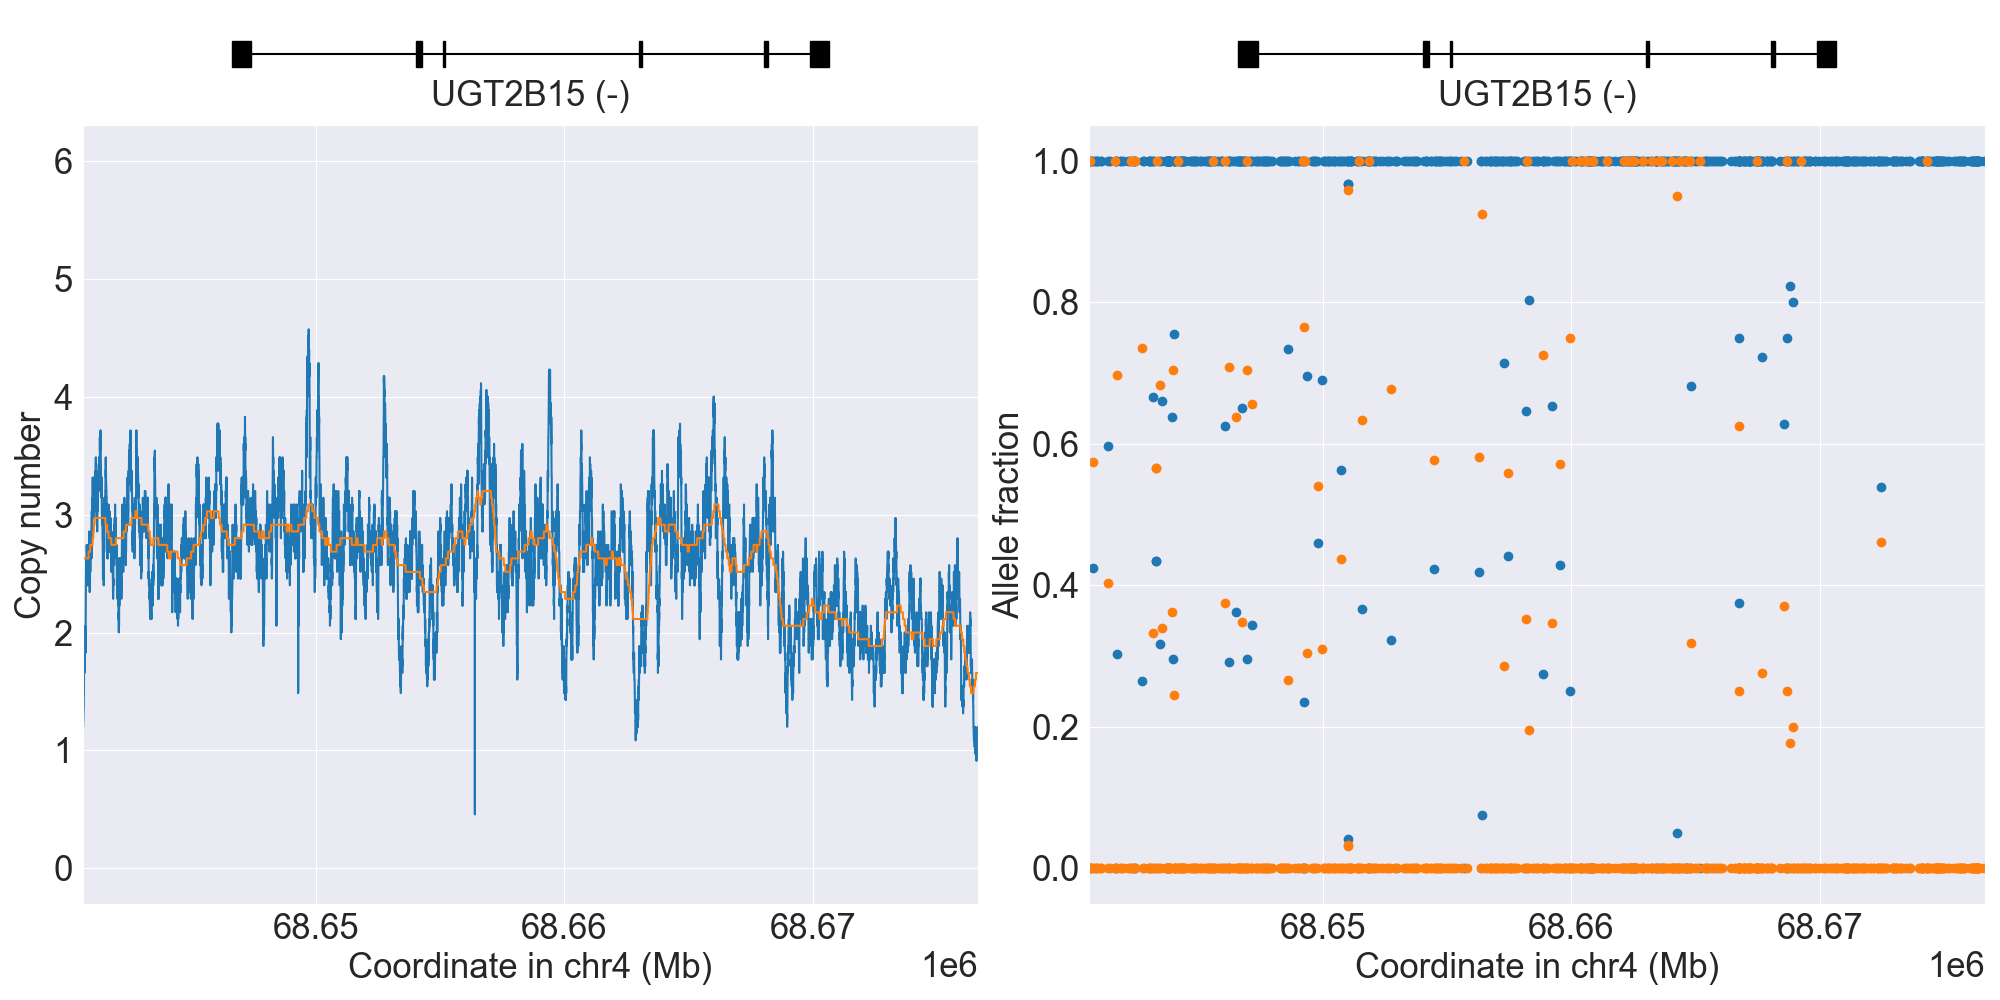 UGT2B15 (-)
UGT2B15 (-)
Copy number
6
5
4
3
2
1
0
68.65
68.66
68.67
Coordinate in chr4 (Mb)
1e6
Allele fraction
1.0
0.8
0.6
0.4
0.2
0.0
68.65
68.66
68.67
Coordinate in chr4 (Mb)
1e6